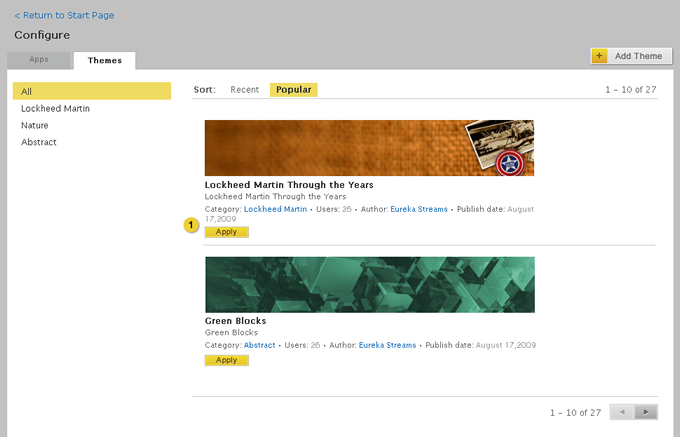 < Return to Start Page
Configure
Apps
Themes
+ Add Theme
All
Lockheed Martin
Nature
Abstract
Sort: Recent Popular
1 - 10 of 27
Lockheed Martin Through the Years
Lockheed Martin Through the Years
Category: Lockheed Martin • Users: 26 • Author: Eureka Streams • Publish date: August
17,2009
1
Apply
Green Blocks
Green Blocks
Category: Abstract • Users: 26 • Author: Eureka Streams • Publish date: August 17,2009
Apply
1 - 10 of 27